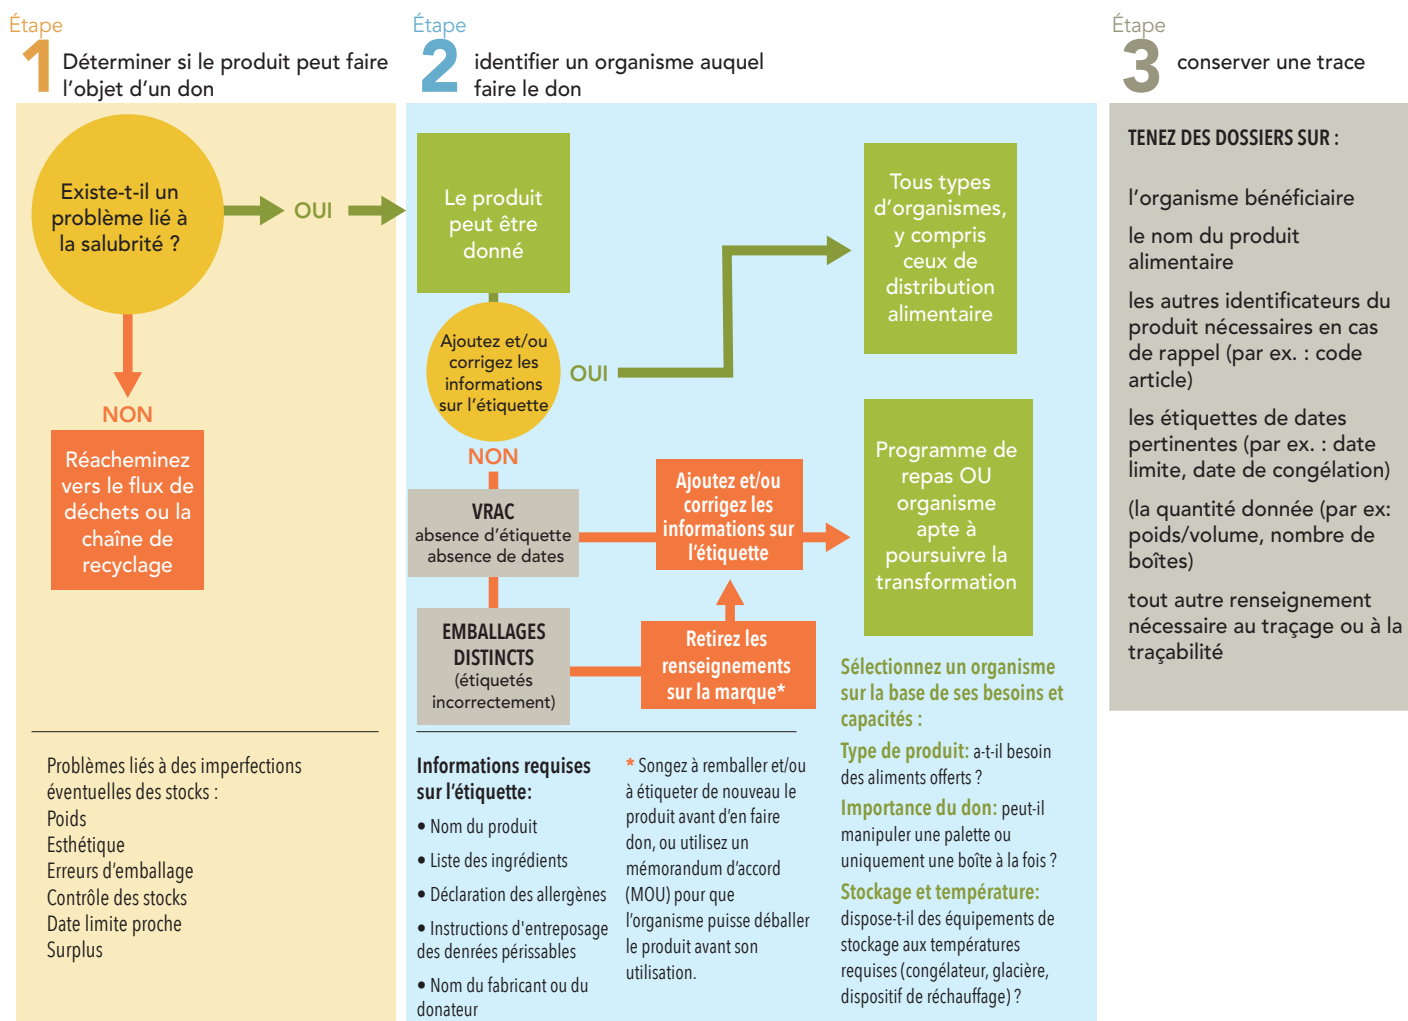 Étape
1
Déterminer si le produit peut faire
l’objet d’un don
Existe-t-il un
problème lié à
la salubrité ?
OUI
NON
Réacheminez
vers le flux de
déchets ou la
chaîne de
recyclage
Problèmes liés à des imperfections
éventuelles des stocks :
Poids
Esthétique
Erreurs d’emballage
Contrôle des stocks
Date limite proche
Surplus
Étape
2
identifier un organisme auquel
faire le don
Le produit
peut être
donné
Ajoutez et/ou
corrigez les
informations
sur l’étiquette
OUI
Tous types
d’organismes,
y compris
ceux de
distribution
alimentaire
NON
VRAC
absence d’étiquette
absence de dates
EMBALLAGES
DISTINCTS
(étiquetés
incorrectement)
Ajoutez et/ou
corrigez les
informations sur
l’étiquette
Retirez les
renseignements
sur la marque*
Programme de
repas OU
organisme
apte à
poursuivre la
transformation
Informations requises
sur l’étiquette:
• Nom du produit
• Liste des ingrédients
• Déclaration des allergènes
• Instructions d'entreposage
des denrées périssables
• Nom du fabricant ou du
donateur
* Songez à remballer et/ou
à étiqueter de nouveau le
produit avant d’en faire
don, ou utilisez un
mémorandum d’accord
(MOU) pour que
l’organisme puisse déballer
le produit avant son
utilisation.
Sélectionnez un organisme
sur la base de ses besoins et
capacités :
Type de produit: a-t-il besoin
des aliments offerts ?
Importance du don: peut-il
manipuler une palette ou
uniquement une boîte à la fois ?
Stockage et température:
dispose-t-il des équipements de
stockage aux températures
requises (congélateur, glacière,
dispositif de réchauffage) ?
Étape
3
conserver une trace
TENEZ DES DOSSIERS SUR :
l’organisme bénéficiaire
le nom du produit
alimentaire
les autres identificateurs du
produit nécessaires en cas
de rappel (par ex. : code
article)
les étiquettes de dates
pertinentes (par ex. : date
limite, date de congélation)
(la quantité donnée (par ex:
poids/volume, nombre de
boîtes)
tout autre renseignement
nécessaire au traçage ou à la
traçabilité